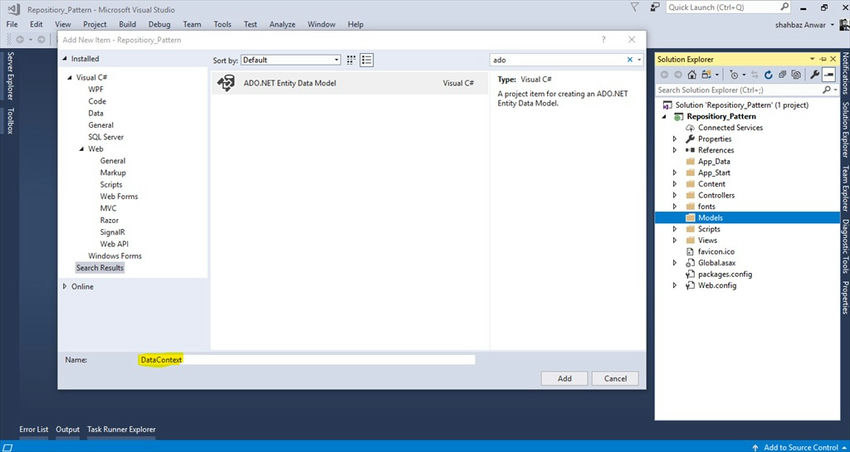 Repositiory_Pattern - Microsoft Visual Studio
Quick Launch (Ctrl+Q)
File Edit View Project Build Debug Team Tools Test Analyze Window Help
shahbaz Anwar
Add New Item - Repositiory_Pattern
Server Explorer
Toolbox
Installed
Visual C#
WPF
Code
Data
General
SQL Server
Web
General
Markup
Scripts
Web Forms
MVC
Razor
SignalR
Web API
Windows Forms
Search Results
Online
Sort by: Default
ADO.NET Entity Data Model Visual C#
ado
Type: Visual C#
A project item for creating an ADO.NET
Entity Data Model.
Name: DataContext
Add Cancel
Solution Explorer
Search Solution Explorer (Ctrl+;)
Solution 'Repositiory_Pattern' (1 project)
Repositiory_Pattern
Connected Services
Properties
References
App_Data
App_Start
Content
Controllers
fonts
Models
Scripts
Views
favicon.ico
Global.asax
packages.config
Web.config
Notifications
Solution Explorer
Team Explorer
Diagnostic Tools
Properties
Error List Output Task Runner Explorer
Add to Source Control